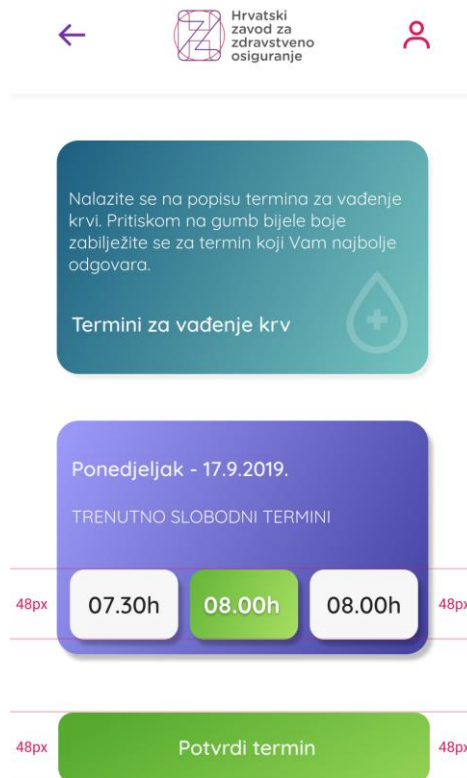 Hrvatski
zavod za
zdravstveno
osiguranje
Nalazite se na popisu termina za vađenje
krvi. Pritiskom na gumb bijele boje
zabilježite se za termin koji Vam najbolje
odgovara.
Termini za vađenje krv
Ponedjeljak - 17.9.2019.
TRENUTNO SLOBODNI TERMINI
48px 07.30h 08.00h 08.00h 48px
48px Potvrdi termin 48px